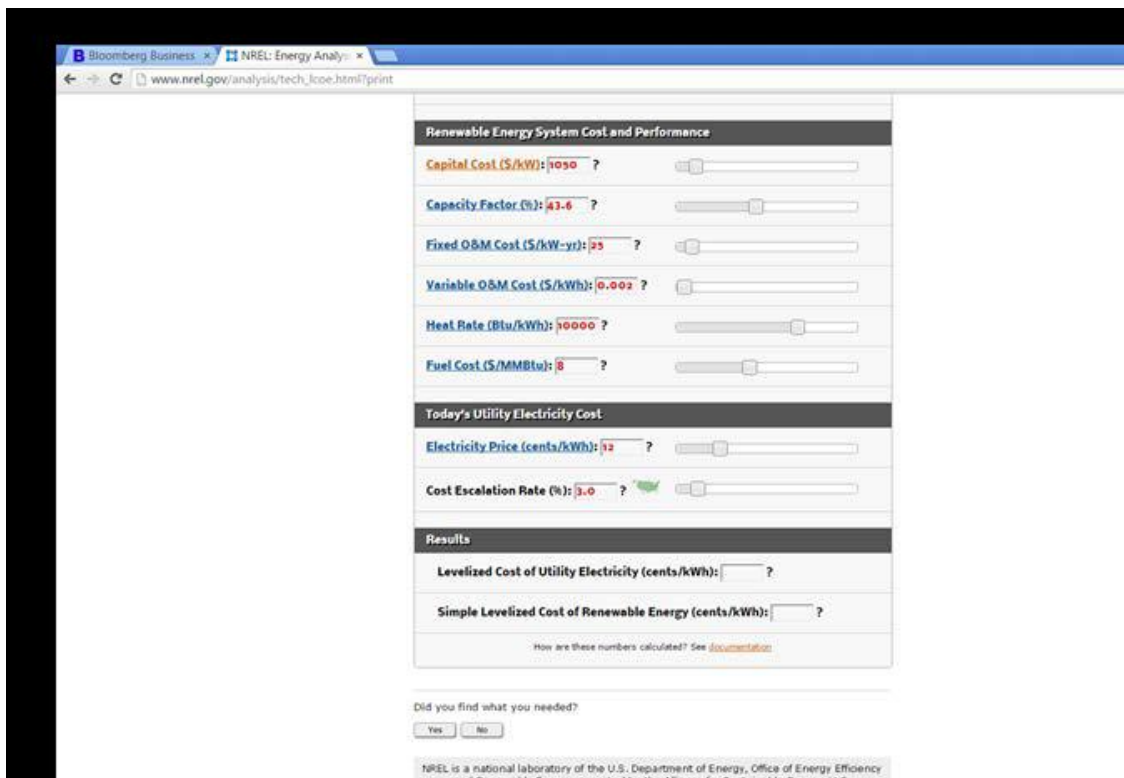 Bloomberg Business × NREL: Energy Analys ×
www.nrel.gov/analysis/tech_lcoe.html?print
Renewable Energy System Cost and Performance
Capital Cost ($/kW): 1050 ?
Capacity Factor (%): 43.6 ?
Fixed O&M Cost ($/kW-yr): 25 ?
Variable O&M Cost ($/kWh): 0.002 ?
Heat Rate (Btu/kWh): 10000 ?
Fuel Cost ($/MMBtu): 8 ?
Today's Utility Electricity Cost
Electricity Price (cents/kWh): 12 ?
Cost Escalation Rate (%): 3.0 ?
Results
Levelized Cost of Utility Electricity (cents/kWh): ?
Simple Levelized Cost of Renewable Energy (cents/kWh): ?
How are these numbers calculated? See documentation
Did you find what you needed?
Yes No
NREL is a national laboratory of the U.S. Department of Energy, Office of Energy Efficiency